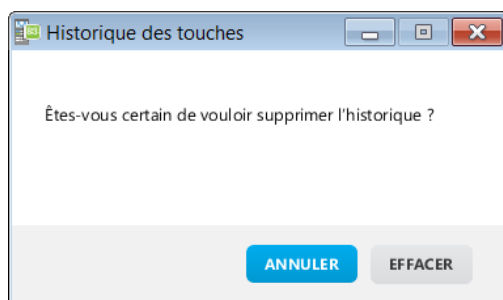 Historique des touches
Êtes-vous certain de vouloir supprimer l'historique ?
ANNULER EFFACER